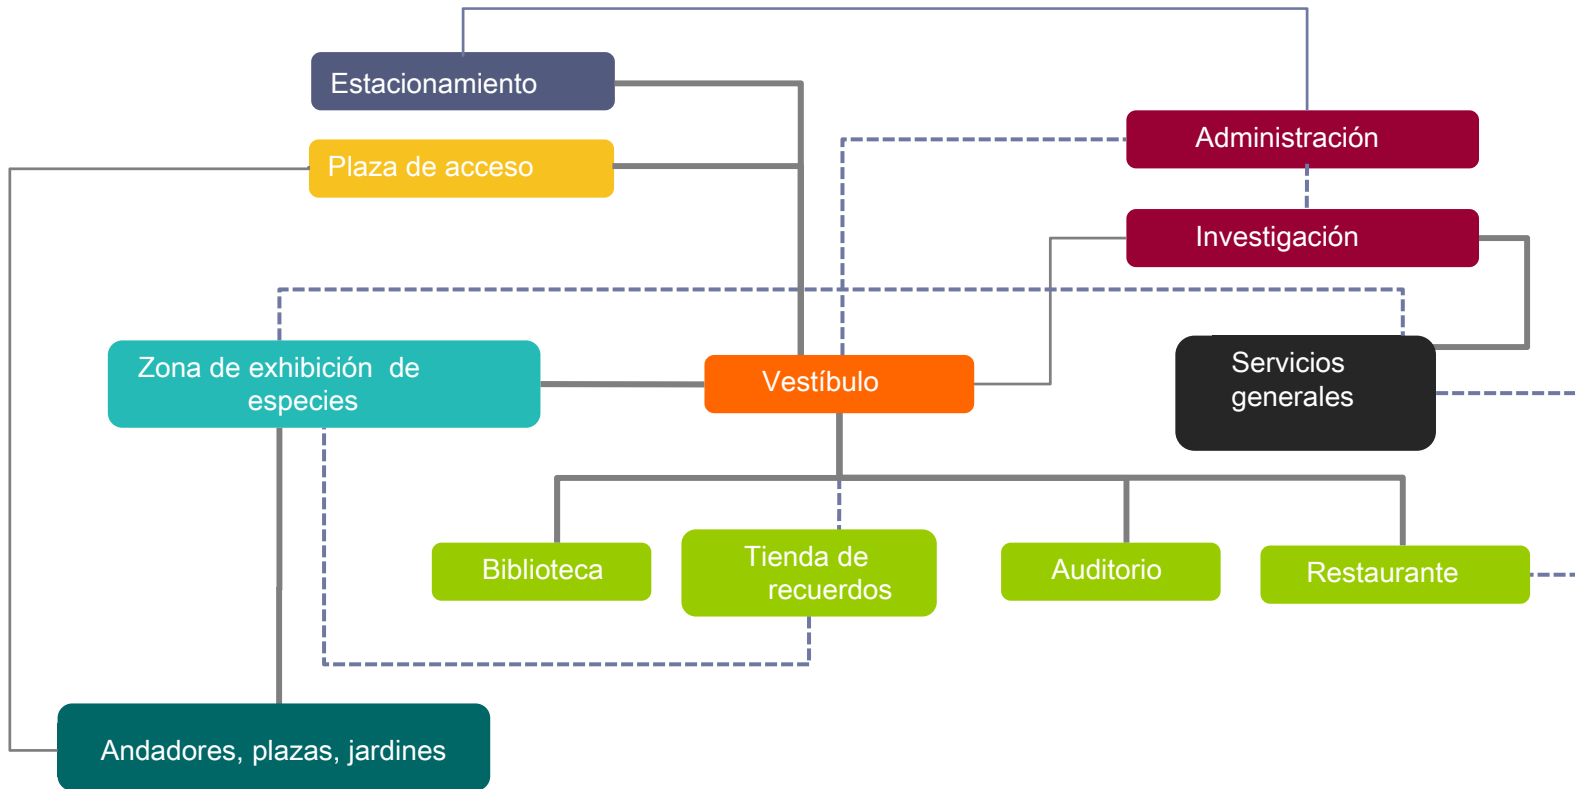 Estacionamiento
Administración
Plaza de acceso
Investigación
Zona de exhibición de
especies
Vestíbulo
Servicios
generales
Biblioteca
Tienda de
recuerdos
Auditorio
Restaurante
Andadores, plazas, jardines